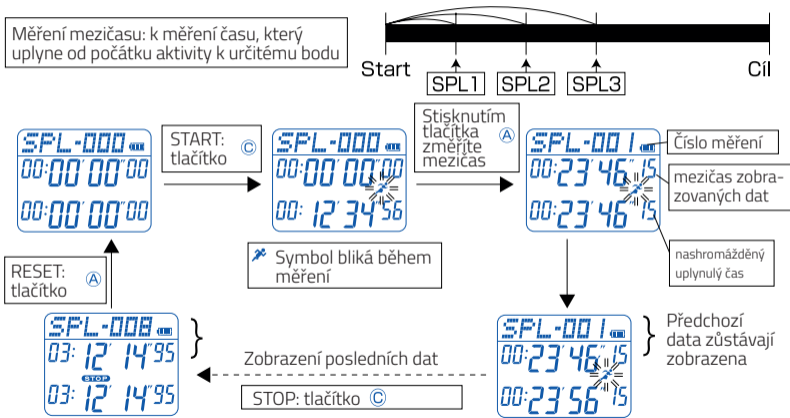 Měření mezičasu: k měření času, který
uplyne od počátku aktivity k určitému bodu
Start
SPL1
SPL2
SPL3
Cíl
SPL-000
00:00'00"00
00:00'00"00
START:
tlačítko C
SPL-000
00:00'00"00
00:12'34"56
Stisknutím
tlačítka A
změříte
mezičas
SPL-001
00:23'46"15
00:23'46"15
Číslo měření
mezičas zobra-
zovaných dat
nashromážděný
uplynulý čas
Symbol bliká během
měření
RESET:
tlačítko A
SPL-008
03:12'14"95
STOP
03:12'14"95
Zobrazení posledních dat
STOP: tlačítko C
SPL-001
00:23'46"15
00:23'56"15
Předchozí
data zůstávají
zobrazena